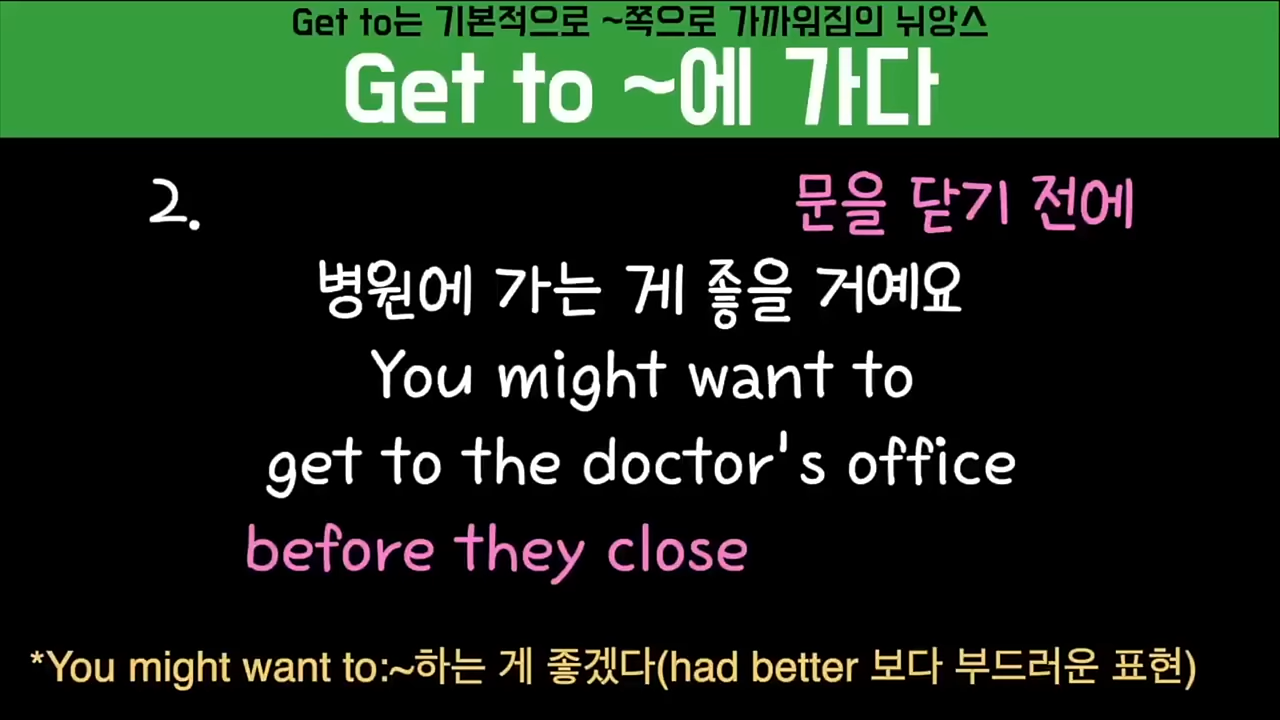 Get to는 기본적으로 ~쪽으로 가까워짐의 뉘앙스
Get to ~에 가다
2. 문을 닫기 전에
병원에 가는 게 좋을 거예요
You might want to
get to the doctor's office
before they close
*You might want to:~하는 게 좋겠다(had better 보다 부드러운 표현)